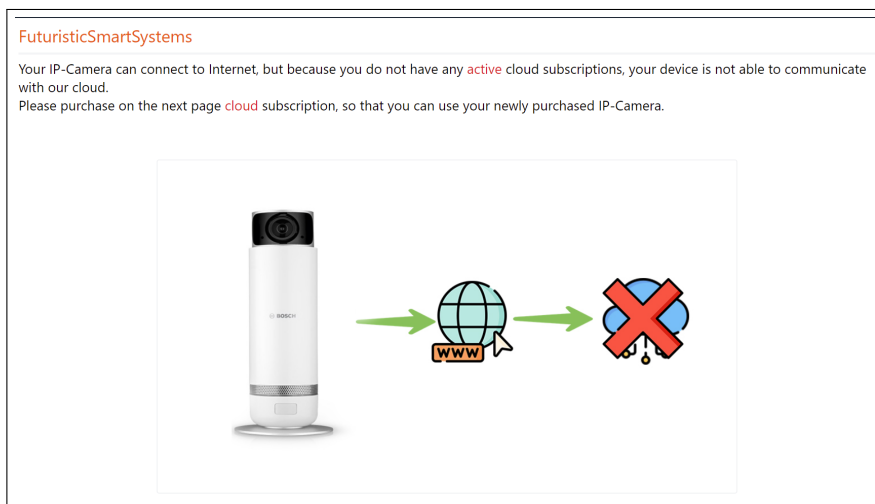 FuturisticSmartSystems
Your IP-Camera can connect to Internet, but because you do not have any active cloud subscriptions, your device is not able to communicate
with our cloud.
Please purchase on the next page cloud subscription, so that you can use your newly purchased IP-Camera.
BOSCH
WWW